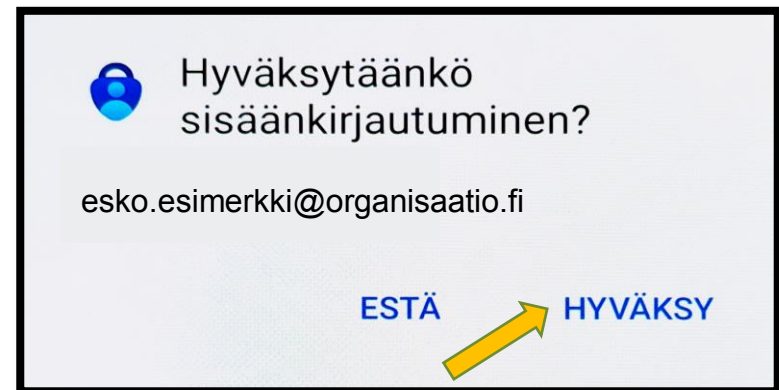 Hyväksytäänkö
sisäänkirjautuminen?
esko.esimerkki@organisaatio.fi
ESTÄ HYVÄKSY